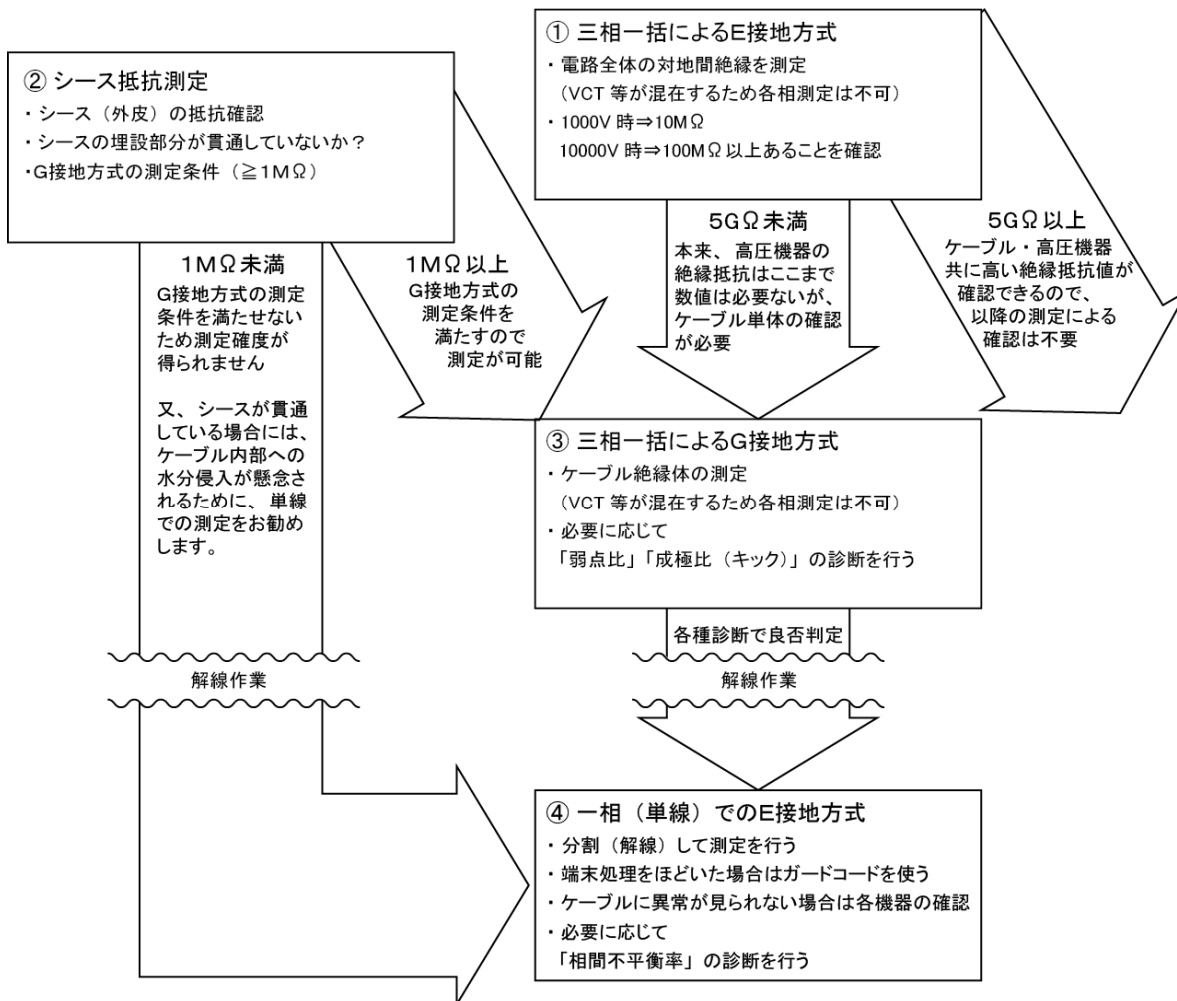 ① 三相一括によるE接地方式
・電路全体の対地間絶縁を測定
(VCT 等が混在するため各相測定は不可)
・1000V 時⇒10MΩ
10000V 時⇒100MΩ以上あることを確認
② シース抵抗測定
・シース(外皮)の抵抗確認
・シースの埋設部分が貫通していないか?
・G接地方式の測定条件(≧1MΩ)
1MΩ未満
G接地方式の測定
条件を満たせない
ため測定確度が
得られません
又、シースが貫通
している場合には、
ケーブル内部への
水分侵入が懸念さ
れるために、単線
での測定をお勧め
します。
1MΩ以上
G接地方式の
測定条件を
満たすので
測定が可能
5GΩ未満
本来、高圧機器の
絶縁抵抗はここまで
数値は必要ないが、
ケーブル単体の確認
が必要
5GΩ以上
ケーブル・高圧機器
共に高い絶縁抵抗値が
確認できるので、
以降の測定による
確認は不要
③ 三相一括によるG接地方式
・ケーブル絶縁体の測定
(VCT 等が混在するため各相測定は不可)
・必要に応じて
「弱点比」「成極比(キック)」の診断を行う
各種診断で良否判定
解線作業
解線作業
④ 一相(単線)でのE接地方式
・分割(解線)して測定を行う
・端末処理をほどいた場合はガードコードを使う
・ケーブルに異常が見られない場合は各機器の確認
・必要に応じて
「相間不平衡率」の診断を行う